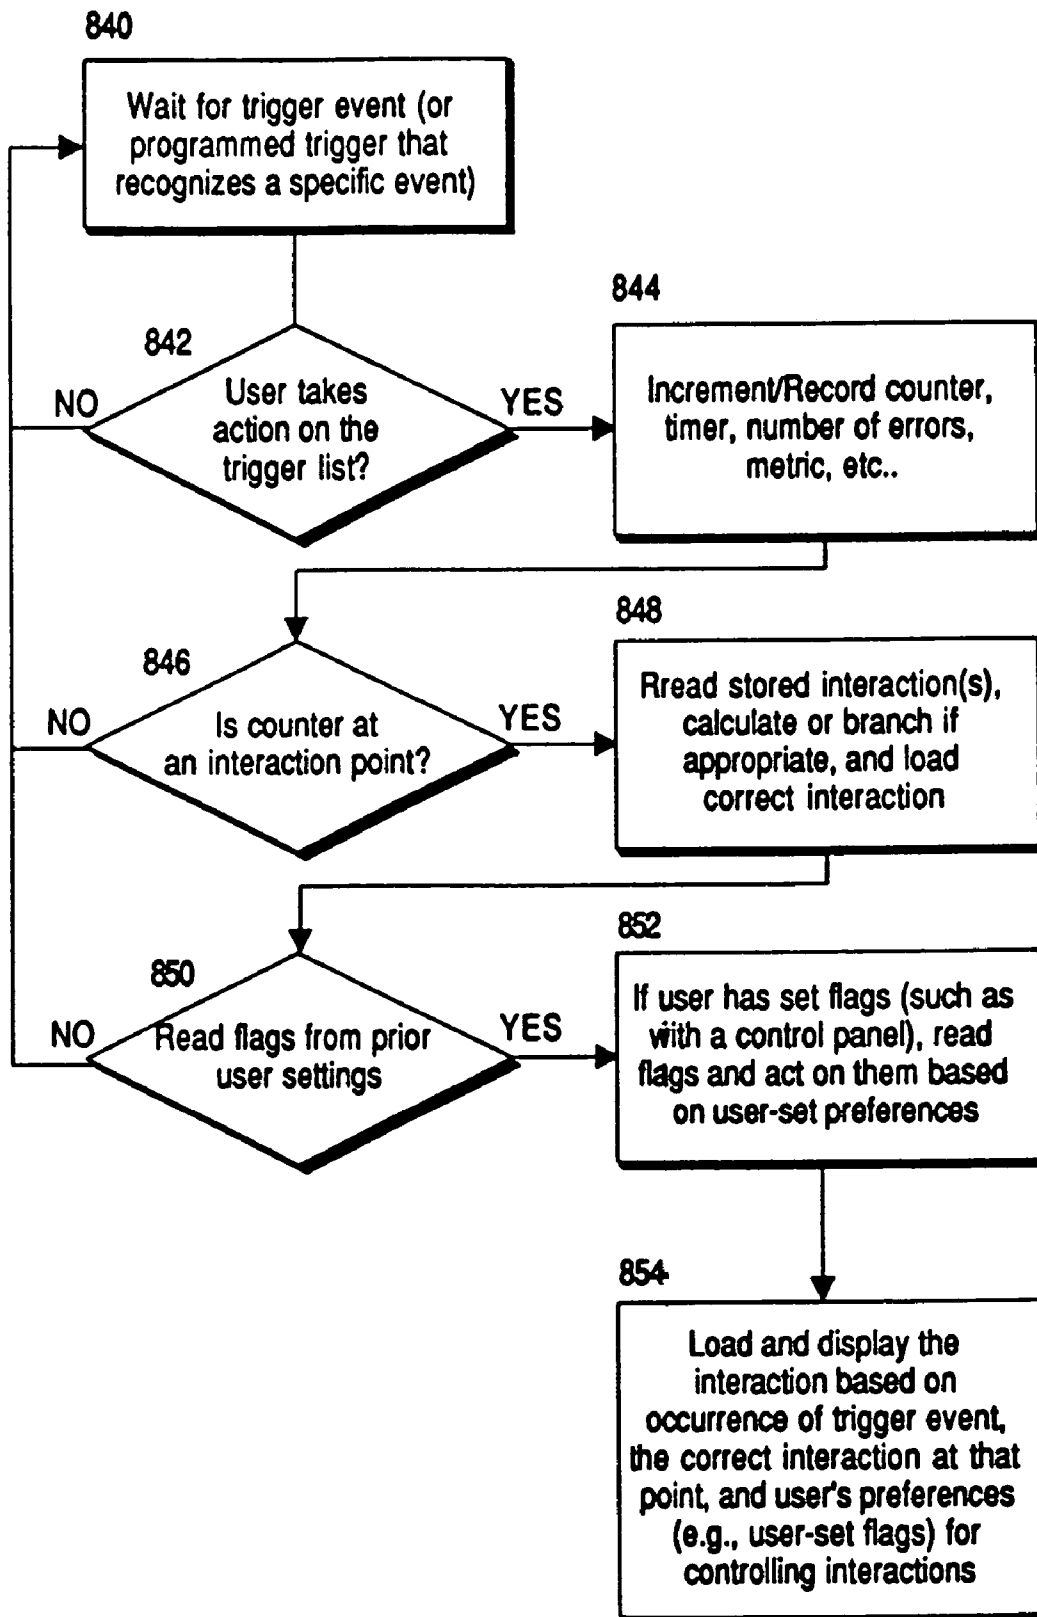 840
Wait for trigger event (or
programmed trigger that
recognizes a specific event)
842
User takes
action on the
trigger list?
NO
YES
844
Increment/Record counter,
timer, number of errors,
metric, etc..
846
Is counter at
an interaction point?
NO
YES
848
Rread stored interaction(s),
calculate or branch if
appropriate, and load
correct interaction
850
Read flags from prior
user settings
NO
YES
852
If user has set flags (such as
with a control panel), read
flags and act on them based
on user-set preferences
854
Load and display the
interaction based on
occurrence of trigger event,
the correct interaction at that
point, and user's preferences
(e.g., user-set flags) for
controlling interactions